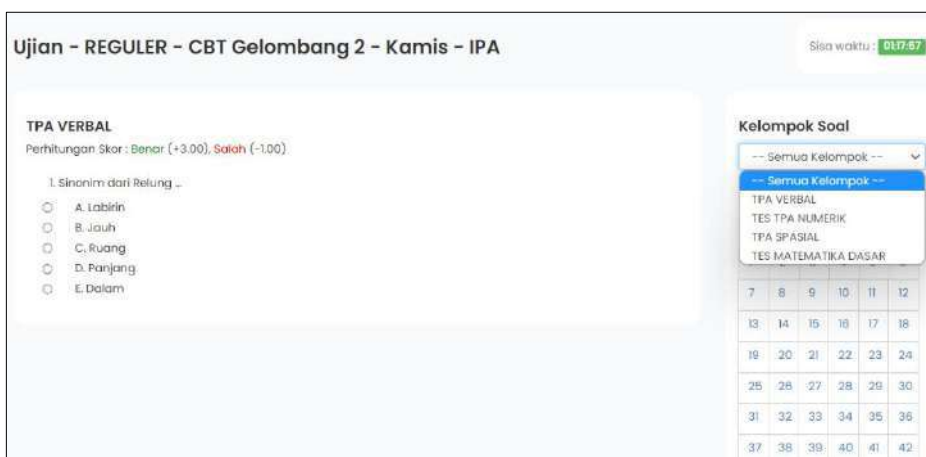 Ujian - REGULER - CBT Gelombang 2 - Kamis - IPA
Sisa waktu : 01:17:57
TPA VERBAL
Perhitungan Skor : Benar (+3.00), Salah (-1.00)
1. Sinonim dari Relung ...
A. Labirin
B. Jauh
C. Ruang
D. Panjang
E. Dalam
Kelompok Soal
-- Semua Kelompok --
-- Semua Kelompok --
TPA VERBAL
TES TPA NUMERIK
TPA SPASIAL
TES MATEMATIKA DASAR
7 8 9 10 11 12
13 14 15 16 17 18
19 20 21 22 23 24
25 26 27 28 29 30
31 32 33 34 35 36
37 38 39 40 41 42